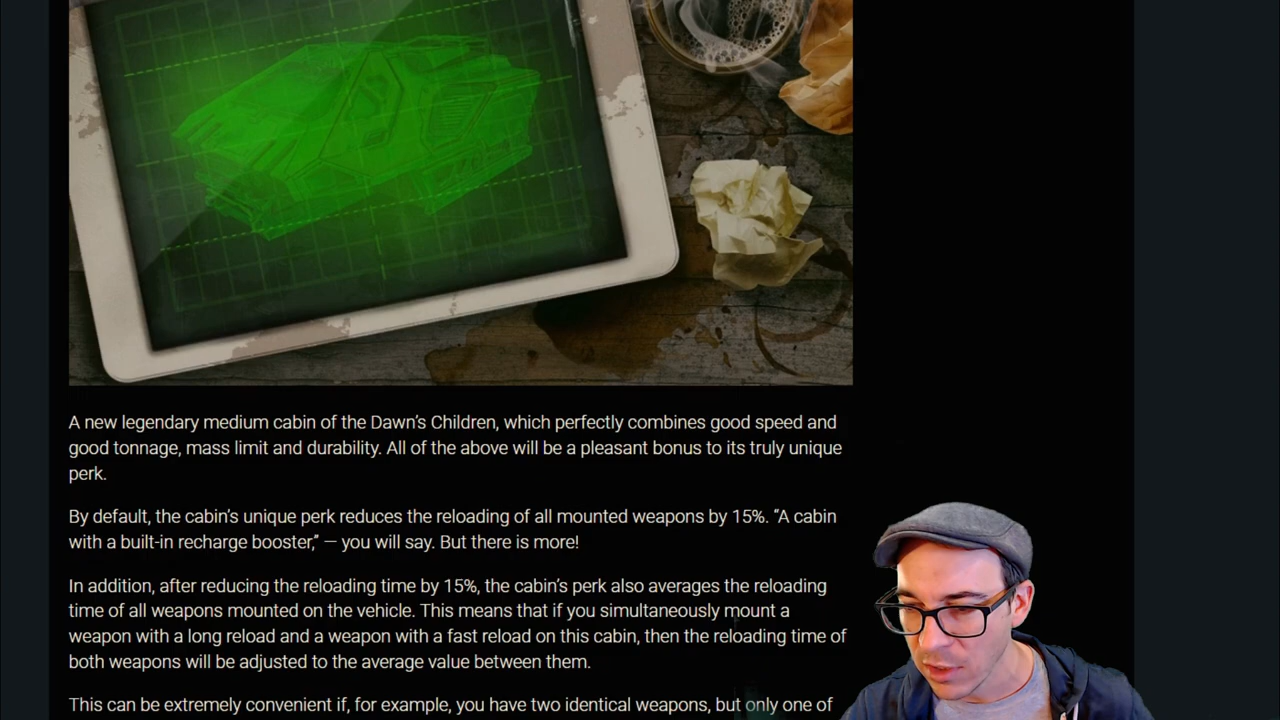 A new legendary medium cabin of the Dawn’s Children, which perfectly combines good speed and
good tonnage, mass limit and durability. All of the above will be a pleasant bonus to its truly unique
perk.
By default, the cabin’s unique perk reduces the reloading of all mounted weapons by 15%. “A cabin
with a built-in recharge booster,” — you will say. But there is more!
In addition, after reducing the reloading time by 15%, the cabin’s perk also averages the reloading
time of all weapons mounted on the vehicle. This means that if you simultaneously mount a
weapon with a long reload and a weapon with a fast reload on this cabin, then the reloading time of
both weapons will be adjusted to the average value between them.
This can be extremely convenient if, for example, you have two identical weapons, but only one of